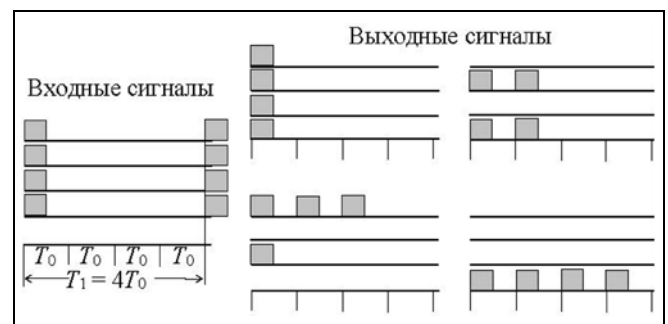 Выходные сигналы
Входные сигналы
T₀ T₀ T₀ T₀
T₁ = 4T₀